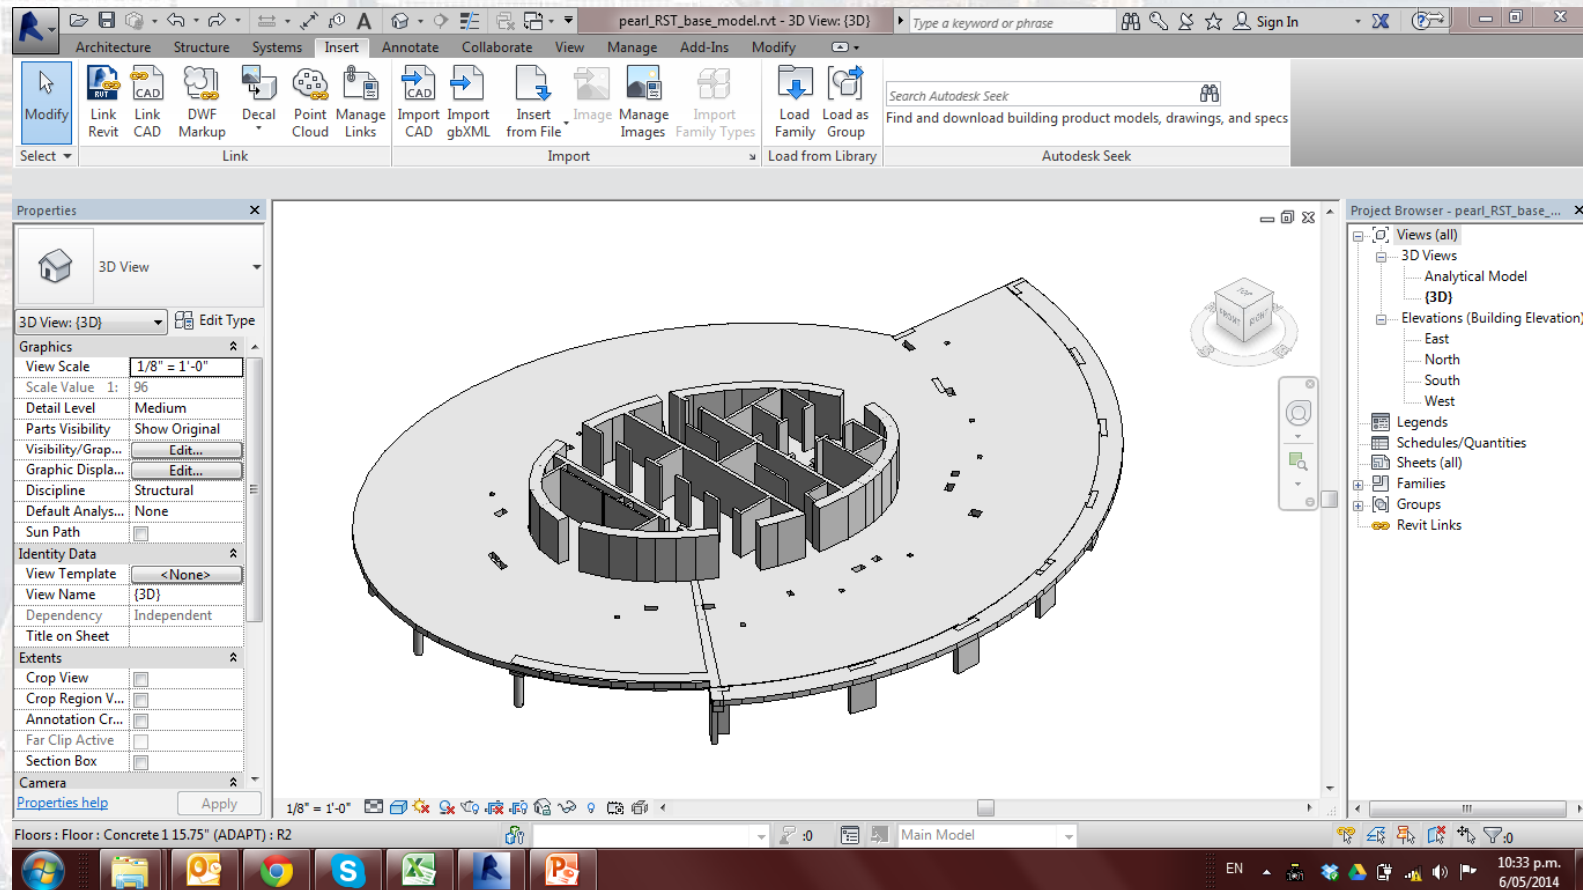 pearl_RST_base_model.rvt - 3D View: {3D}
Type a keyword or phrase
Sign In
Architecture Structure Systems Insert Annotate Collaborate View Manage Add-Ins Modify
Modify
Link Revit
Link CAD
DWF Markup
Decal
Point Cloud
Manage Links
Import CAD
Import gbXML
Insert from File
Image
Manage Images
Import Family Types
Load Family
Load as Group
Search Autodesk Seek
Find and download building product models, drawings, and specs
Select
Link
Import
Load from Library
Autodesk Seek
Properties
3D View
3D View: {3D}
Edit Type
Graphics
View Scale 1/8" = 1'-0"
Scale Value 1: 96
Detail Level Medium
Parts Visibility Show Original
Visibility/Grap... Edit...
Graphic Displa... Edit...
Discipline Structural
Default Analys... None
Sun Path
Identity Data
View Template <None>
View Name {3D}
Dependency Independent
Title on Sheet
Extents
Crop View
Crop Region V...
Annotation Cr...
Far Clip Active
Section Box
Camera
Properties help
Apply
TOP
FRONT
RIGHT
1/8" = 1'-0"
Project Browser - pearl_RST_base_...
Views (all)
3D Views
Analytical Model
{3D}
Elevations (Building Elevation)
East
North
South
West
Legends
Schedules/Quantities
Sheets (all)
Families
Groups
Revit Links
Floors : Floor : Concrete 1 15.75" (ADAPT) : R2
:0
Main Model
:0
EN
10:33 p.m.
6/05/2014